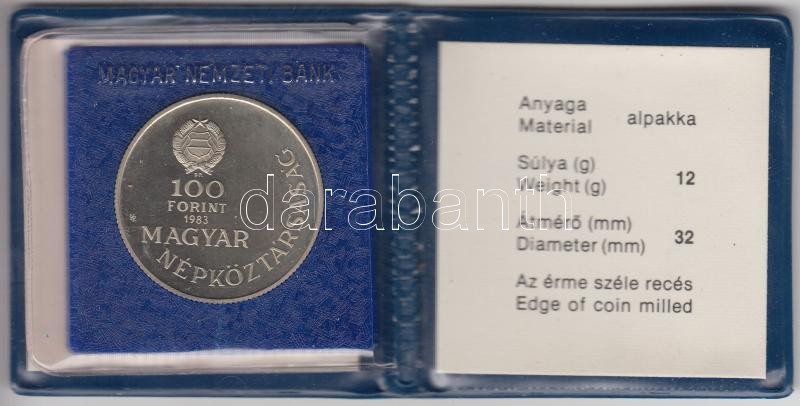 MAGYAR NEMZETI BANK
B.P.
100
FORINT
1983
MAGYAR
NÉPKÖZTÁRSASÁG
darabanth
Anyaga
Material
alpakka
Súlya (g)
Weight (g)
12
Átmérő (mm)
Diameter (mm)
32
Az érme széle recés
Edge of coin milled